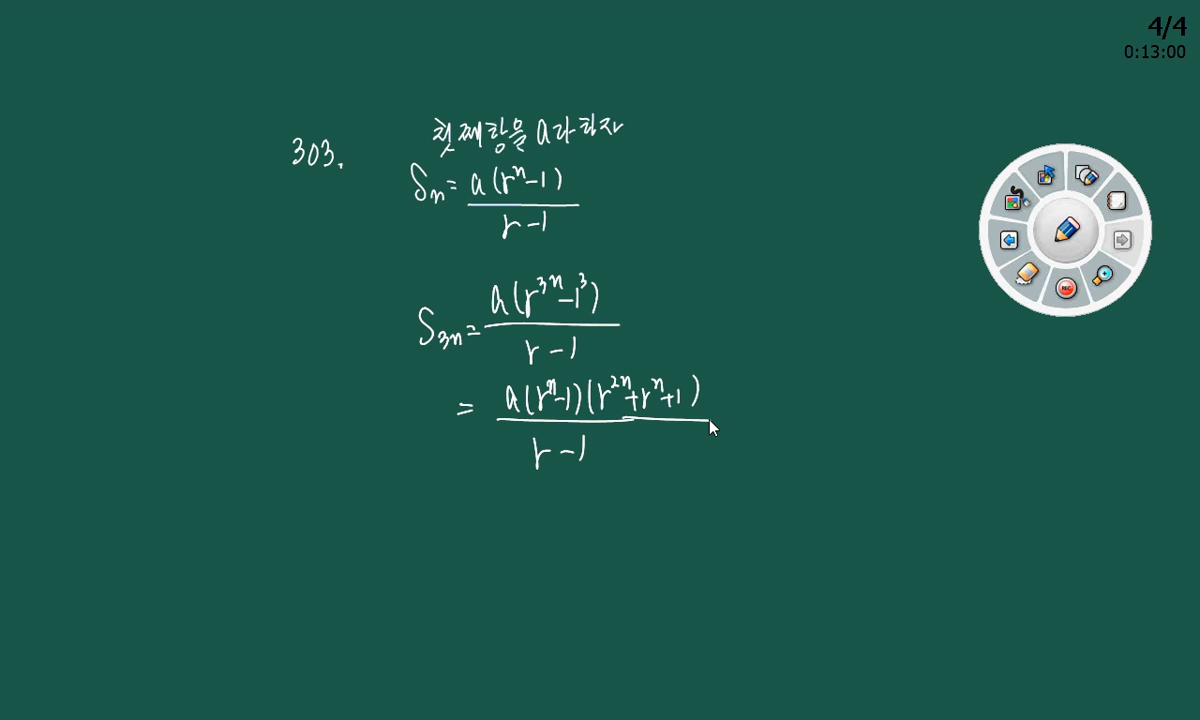 4/4
0:13:00
303.
첫째항을 a라 하자
Sn = a(r^n-1)
r-1
S3n = a(r^3n-1^3)
r-1
= a(r^n-1)(r^2n+r^n+1)
r-1
REC